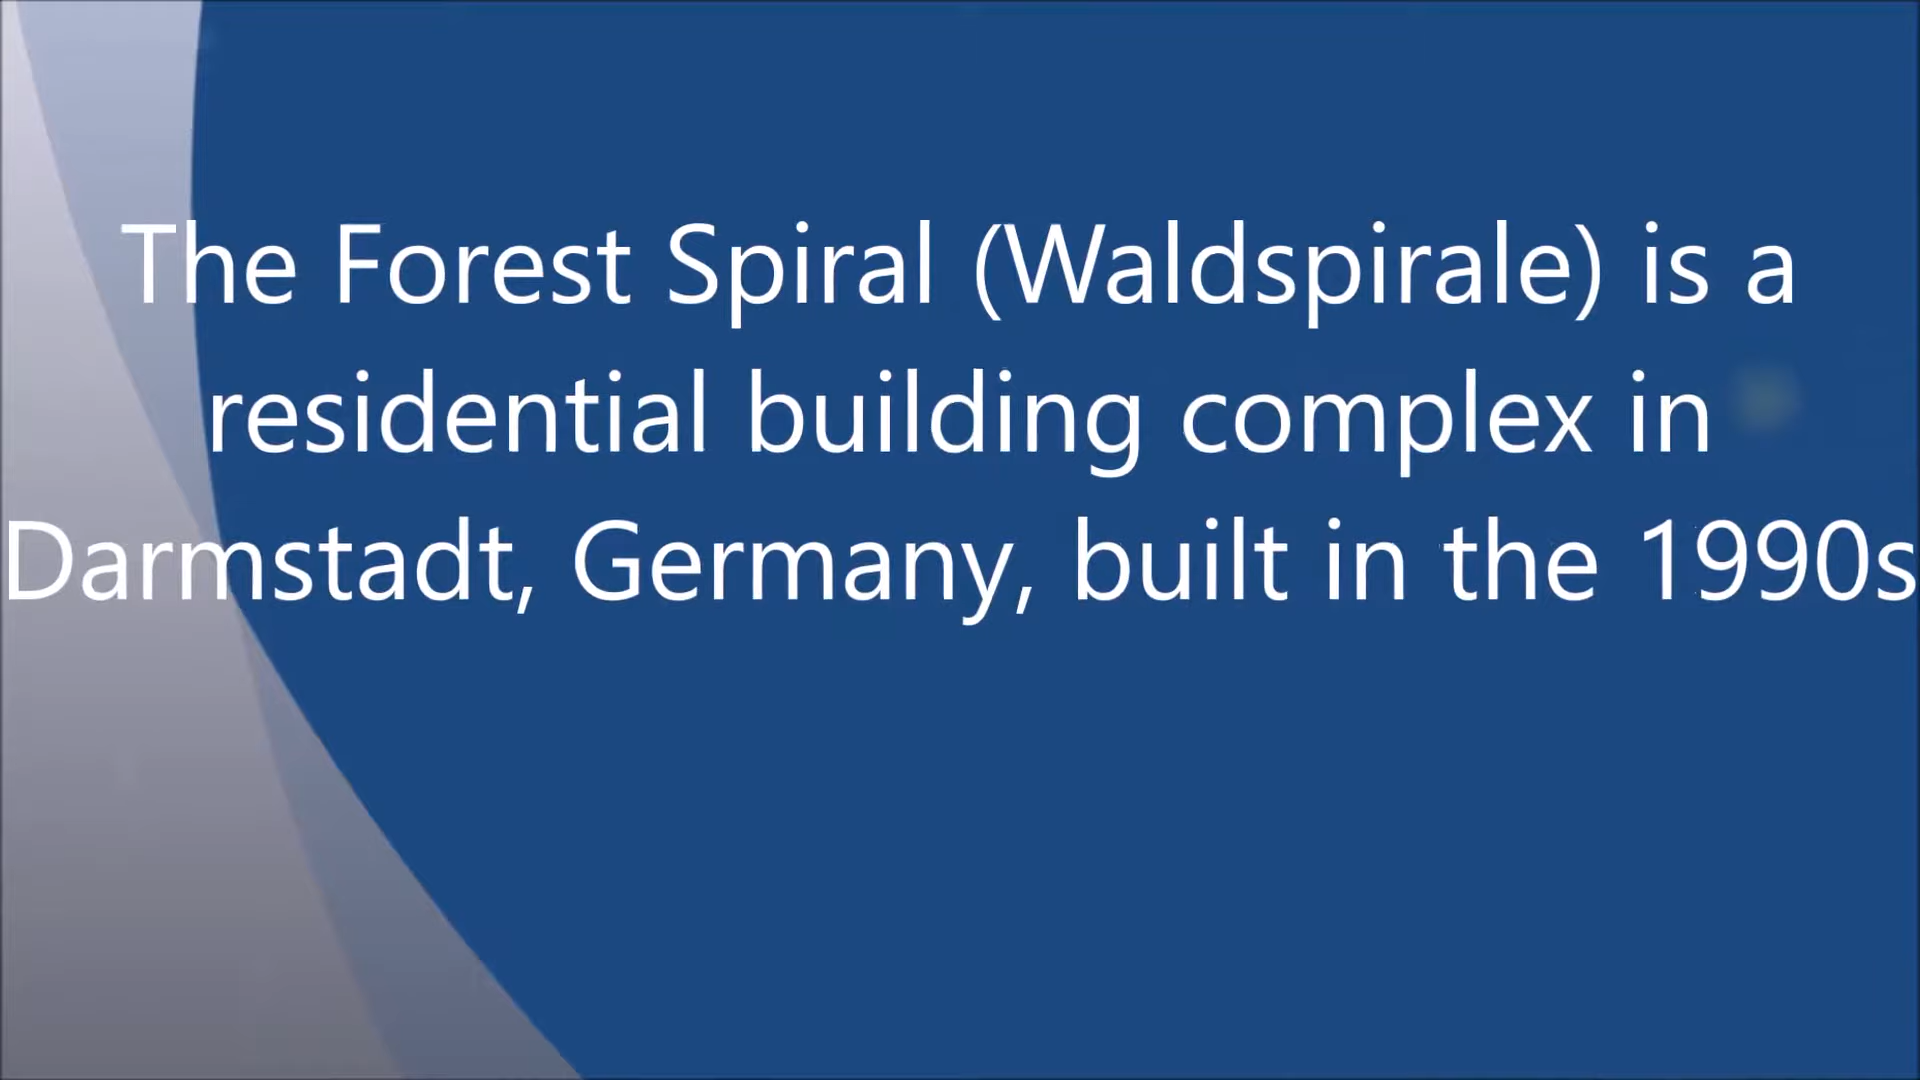 The Forest Spiral (Waldspirale) is a
residential building complex in
Darmstadt, Germany, built in the 1990s